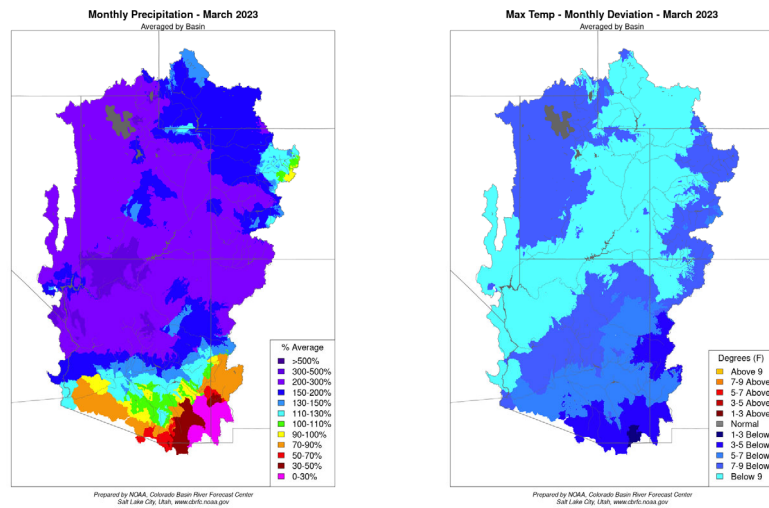 Monthly Precipitation - March 2023
Averaged by Basin
% Average
>500%
300-500%
200-300%
150-200%
130-150%
110-130%
100-110%
90-100%
70-90%
50-70%
30-50%
0-30%
Prepared by NOAA, Colorado Basin River Forecast Center
Salt Lake City, Utah, www.cbrfc.noaa.gov
Max Temp - Monthly Deviation - March 2023
Averaged by Basin
Degrees (F)
Above 9
7-9 Above
5-7 Above
3-5 Above
1-3 Above
Normal
1-3 Below
3-5 Below
5-7 Below
7-9 Below
Below 9
Prepared by NOAA, Colorado Basin River Forecast Center
Salt Lake City, Utah, www.cbrfc.noaa.gov